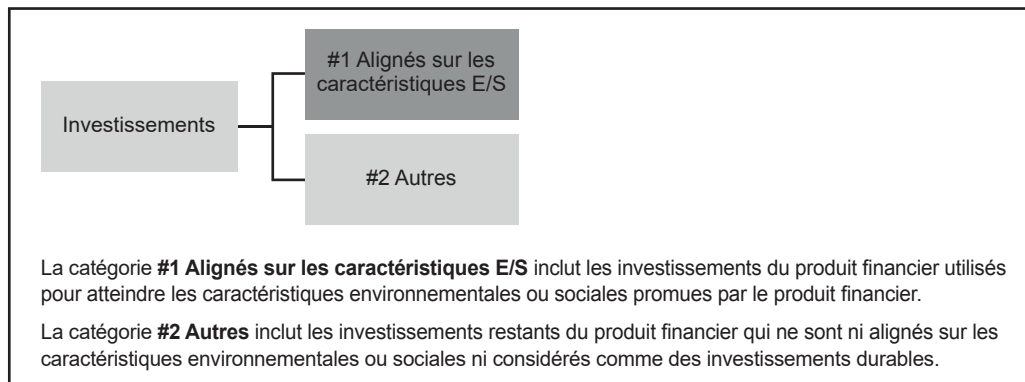 #1 Alignés sur les
caractéristiques E/S
Investissements
#2 Autres
La catégorie #1 Alignés sur les caractéristiques E/S inclut les investissements du produit financier utilisés
pour atteindre les caractéristiques environnementales ou sociales promues par le produit financier.
La catégorie #2 Autres inclut les investissements restants du produit financier qui ne sont ni alignés sur les
caractéristiques environnementales ou sociales ni considérés comme des investissements durables.